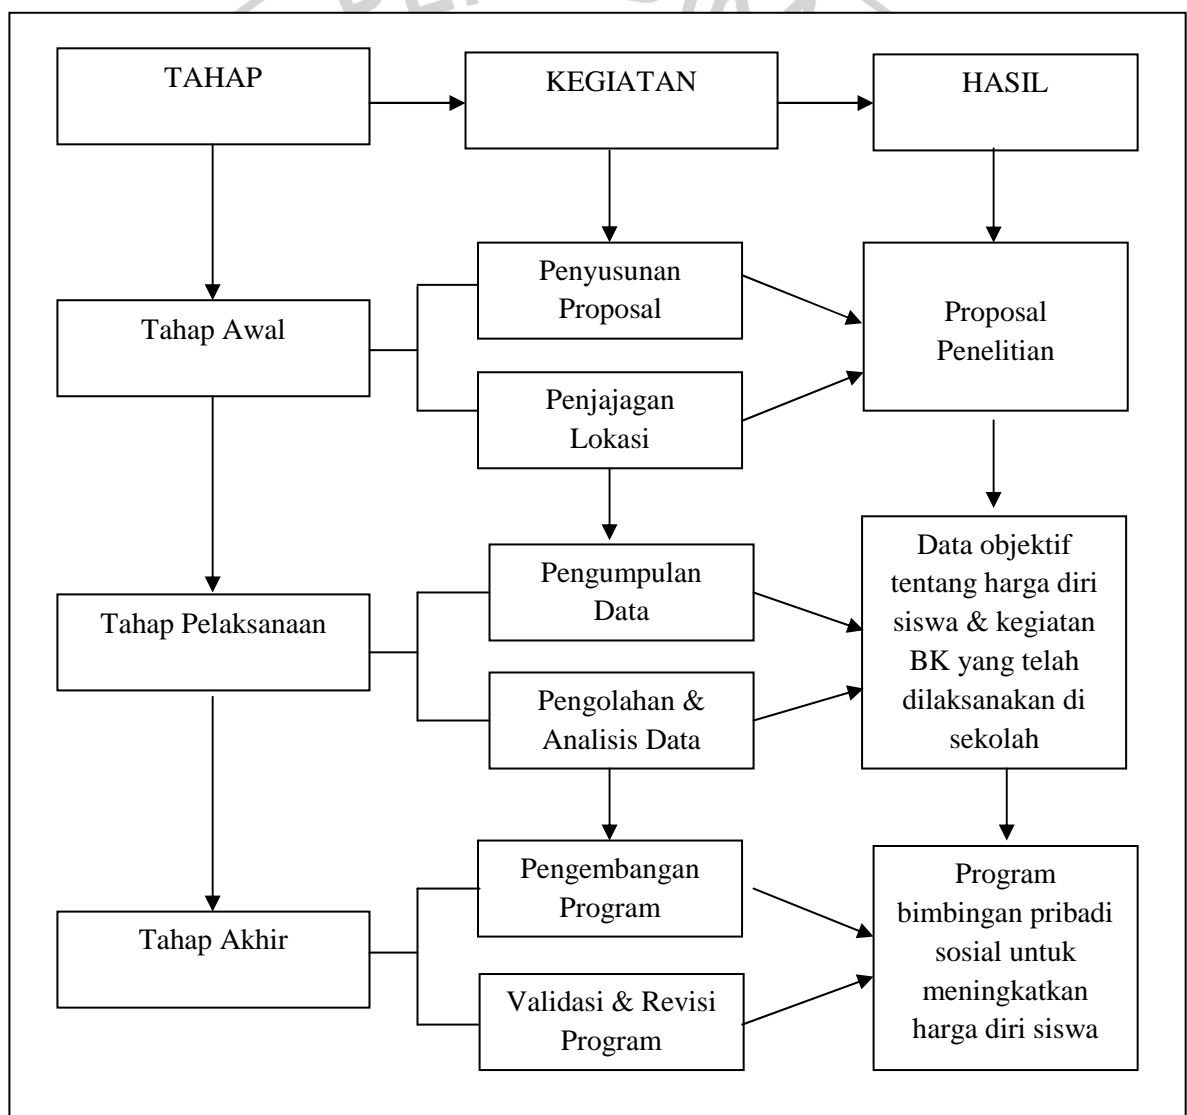 TAHAP
KEGIATAN
HASIL
Tahap Awal
Penyusunan
Proposal
Penjajagan
Lokasi
Proposal
Penelitian
Tahap Pelaksanaan
Pengumpulan
Data
Pengolahan &
Analisis Data
Data objektif
tentang harga diri
siswa & kegiatan
BK yang telah
dilaksanakan di
sekolah
Tahap Akhir
Pengembangan
Program
Validasi & Revisi
Program
Program
bimbingan pribadi
sosial untuk
meningkatkan
harga diri siswa